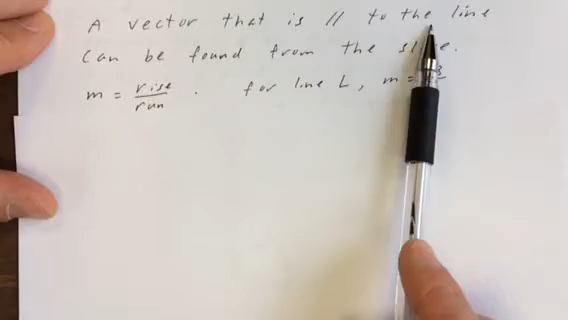 A vector that is // to the line
can be found from the
m = rise/run . for line L, m =